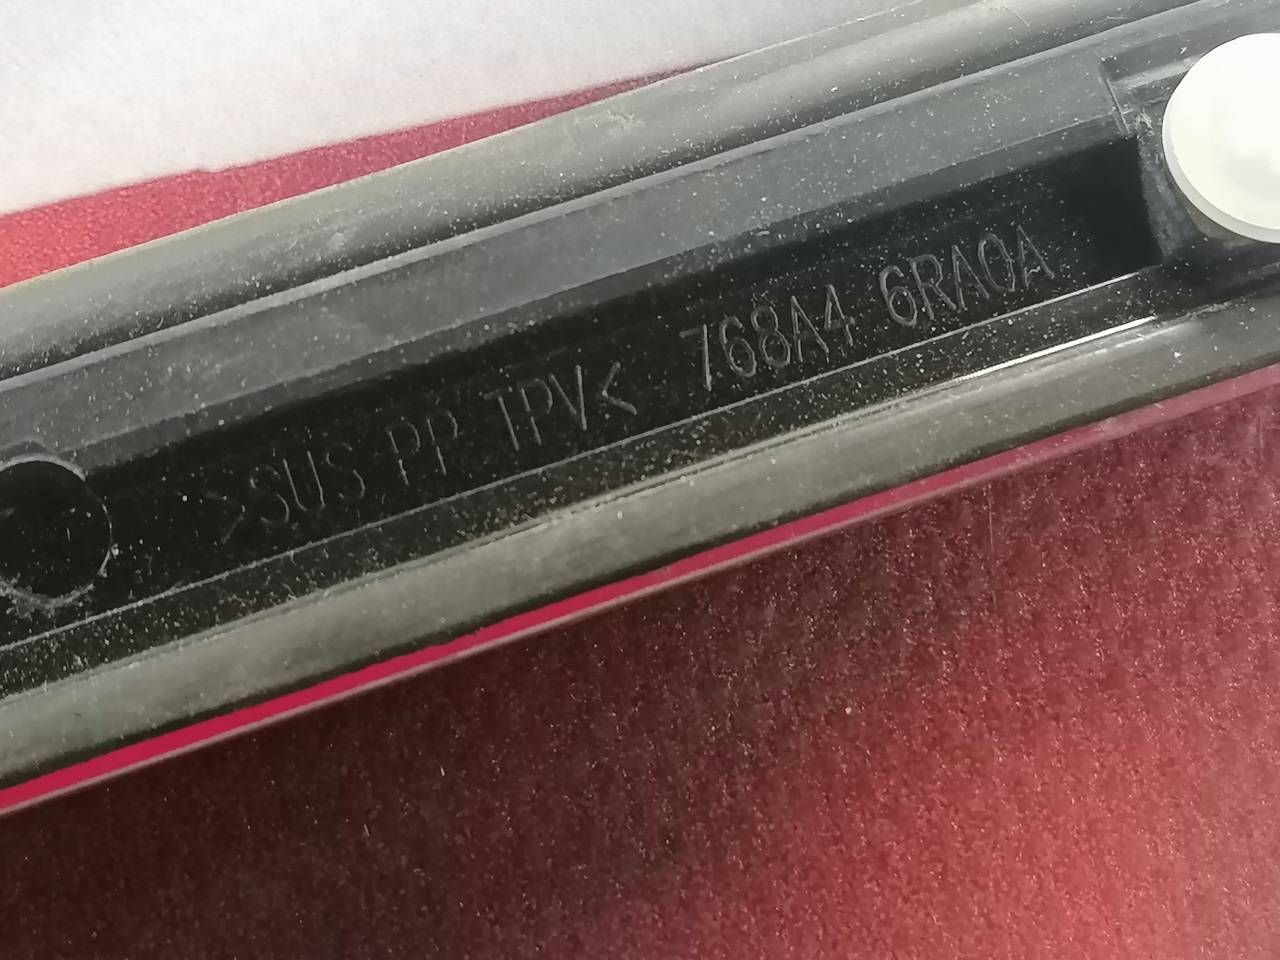 >SUS PP TPV< 768A4 6RA0A